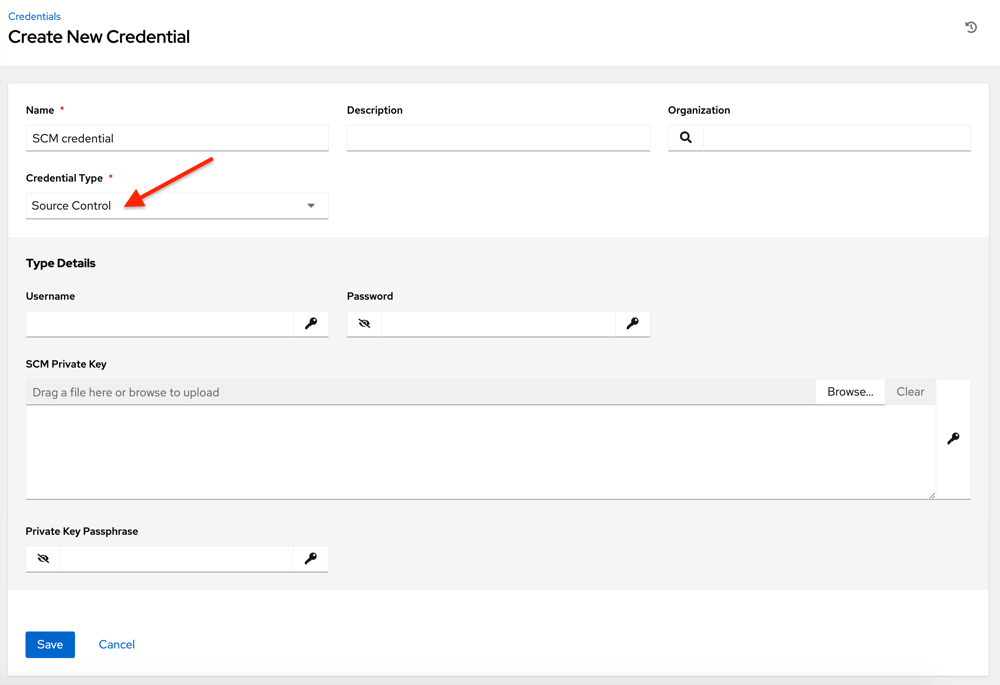 Credentials
Create New Credential
Name *
Description
Organization
SCM credential
Credential Type *
Source Control
Type Details
Username
Password
SCM Private Key
Drag a file here or browse to upload
Browse...
Clear
Private Key Passphrase
Save
Cancel